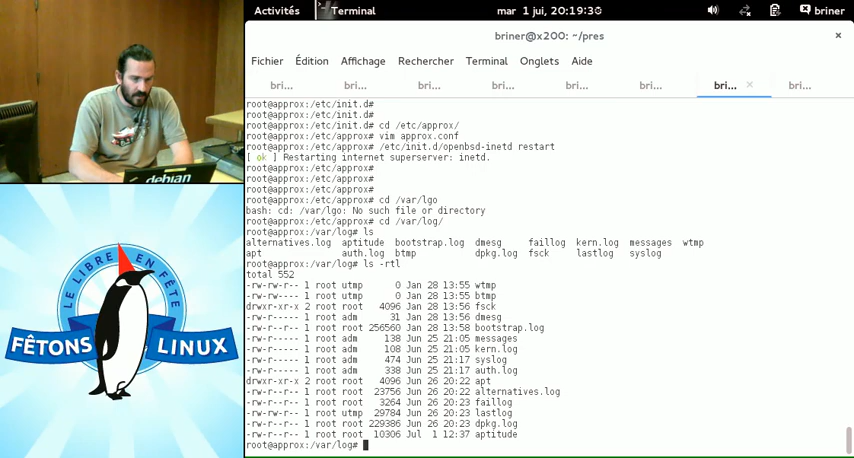 Activités
Terminal
mar 1 jui, 20:19:38
briner
briner@x200: ~/pres
Fichier Édition Affichage Rechercher Terminal Onglets Aide
bri... bri... bri... bri... bri... bri... bri... bri...
root@approx:/etc/init.d#
root@approx:/etc/init.d#
root@approx:/etc/init.d# cd /etc/approx/
root@approx:/etc/approx# vim approx.conf
root@approx:/etc/approx# /etc/init.d/openbsd-inetd restart
[ ok ] Restarting internet superserver: inetd.
root@approx:/etc/approx#
root@approx:/etc/approx#
root@approx:/etc/approx#
root@approx:/etc/approx# cd /var/lgo
bash: cd: /var/lgo: No such file or directory
root@approx:/etc/approx# cd /var/log/
root@approx:/var/log# ls
alternatives.log aptitude bootstrap.log dmesg faillog kern.log messages wtmp
apt auth.log btmp dpkg.log fsck lastlog syslog
root@approx:/var/log# ls -rtl
total 552
-rw-rw-r-- 1 root utmp 0 Jan 28 13:55 wtmp
-rw-rw---- 1 root utmp 0 Jan 28 13:55 btmp
drwxr-xr-x 2 root root 4096 Jan 28 13:56 fsck
-rw-r----- 1 root adm 31 Jan 28 13:56 dmesg
-rw-r--r-- 1 root root 256560 Jan 28 13:58 bootstrap.log
-rw-r----- 1 root adm 138 Jun 25 21:05 messages
-rw-r----- 1 root adm 108 Jun 25 21:05 kern.log
-rw-r----- 1 root adm 474 Jun 25 21:17 syslog
-rw-r----- 1 root adm 338 Jun 25 21:17 auth.log
drwxr-xr-x 2 root root 4096 Jun 26 20:22 apt
-rw-r--r-- 1 root root 23756 Jun 26 20:22 alternatives.log
-rw-r--r-- 1 root root 3264 Jun 26 20:23 faillog
-rw-rw-r-- 1 root utmp 29784 Jun 26 20:23 lastlog
-rw-r--r-- 1 root root 229386 Jun 26 20:23 dpkg.log
-rw-r--r-- 1 root root 10306 Jul 1 12:37 aptitude
root@approx:/var/log#
debian
LE LIBRE EN FÊTE
FÊTONS LINUX